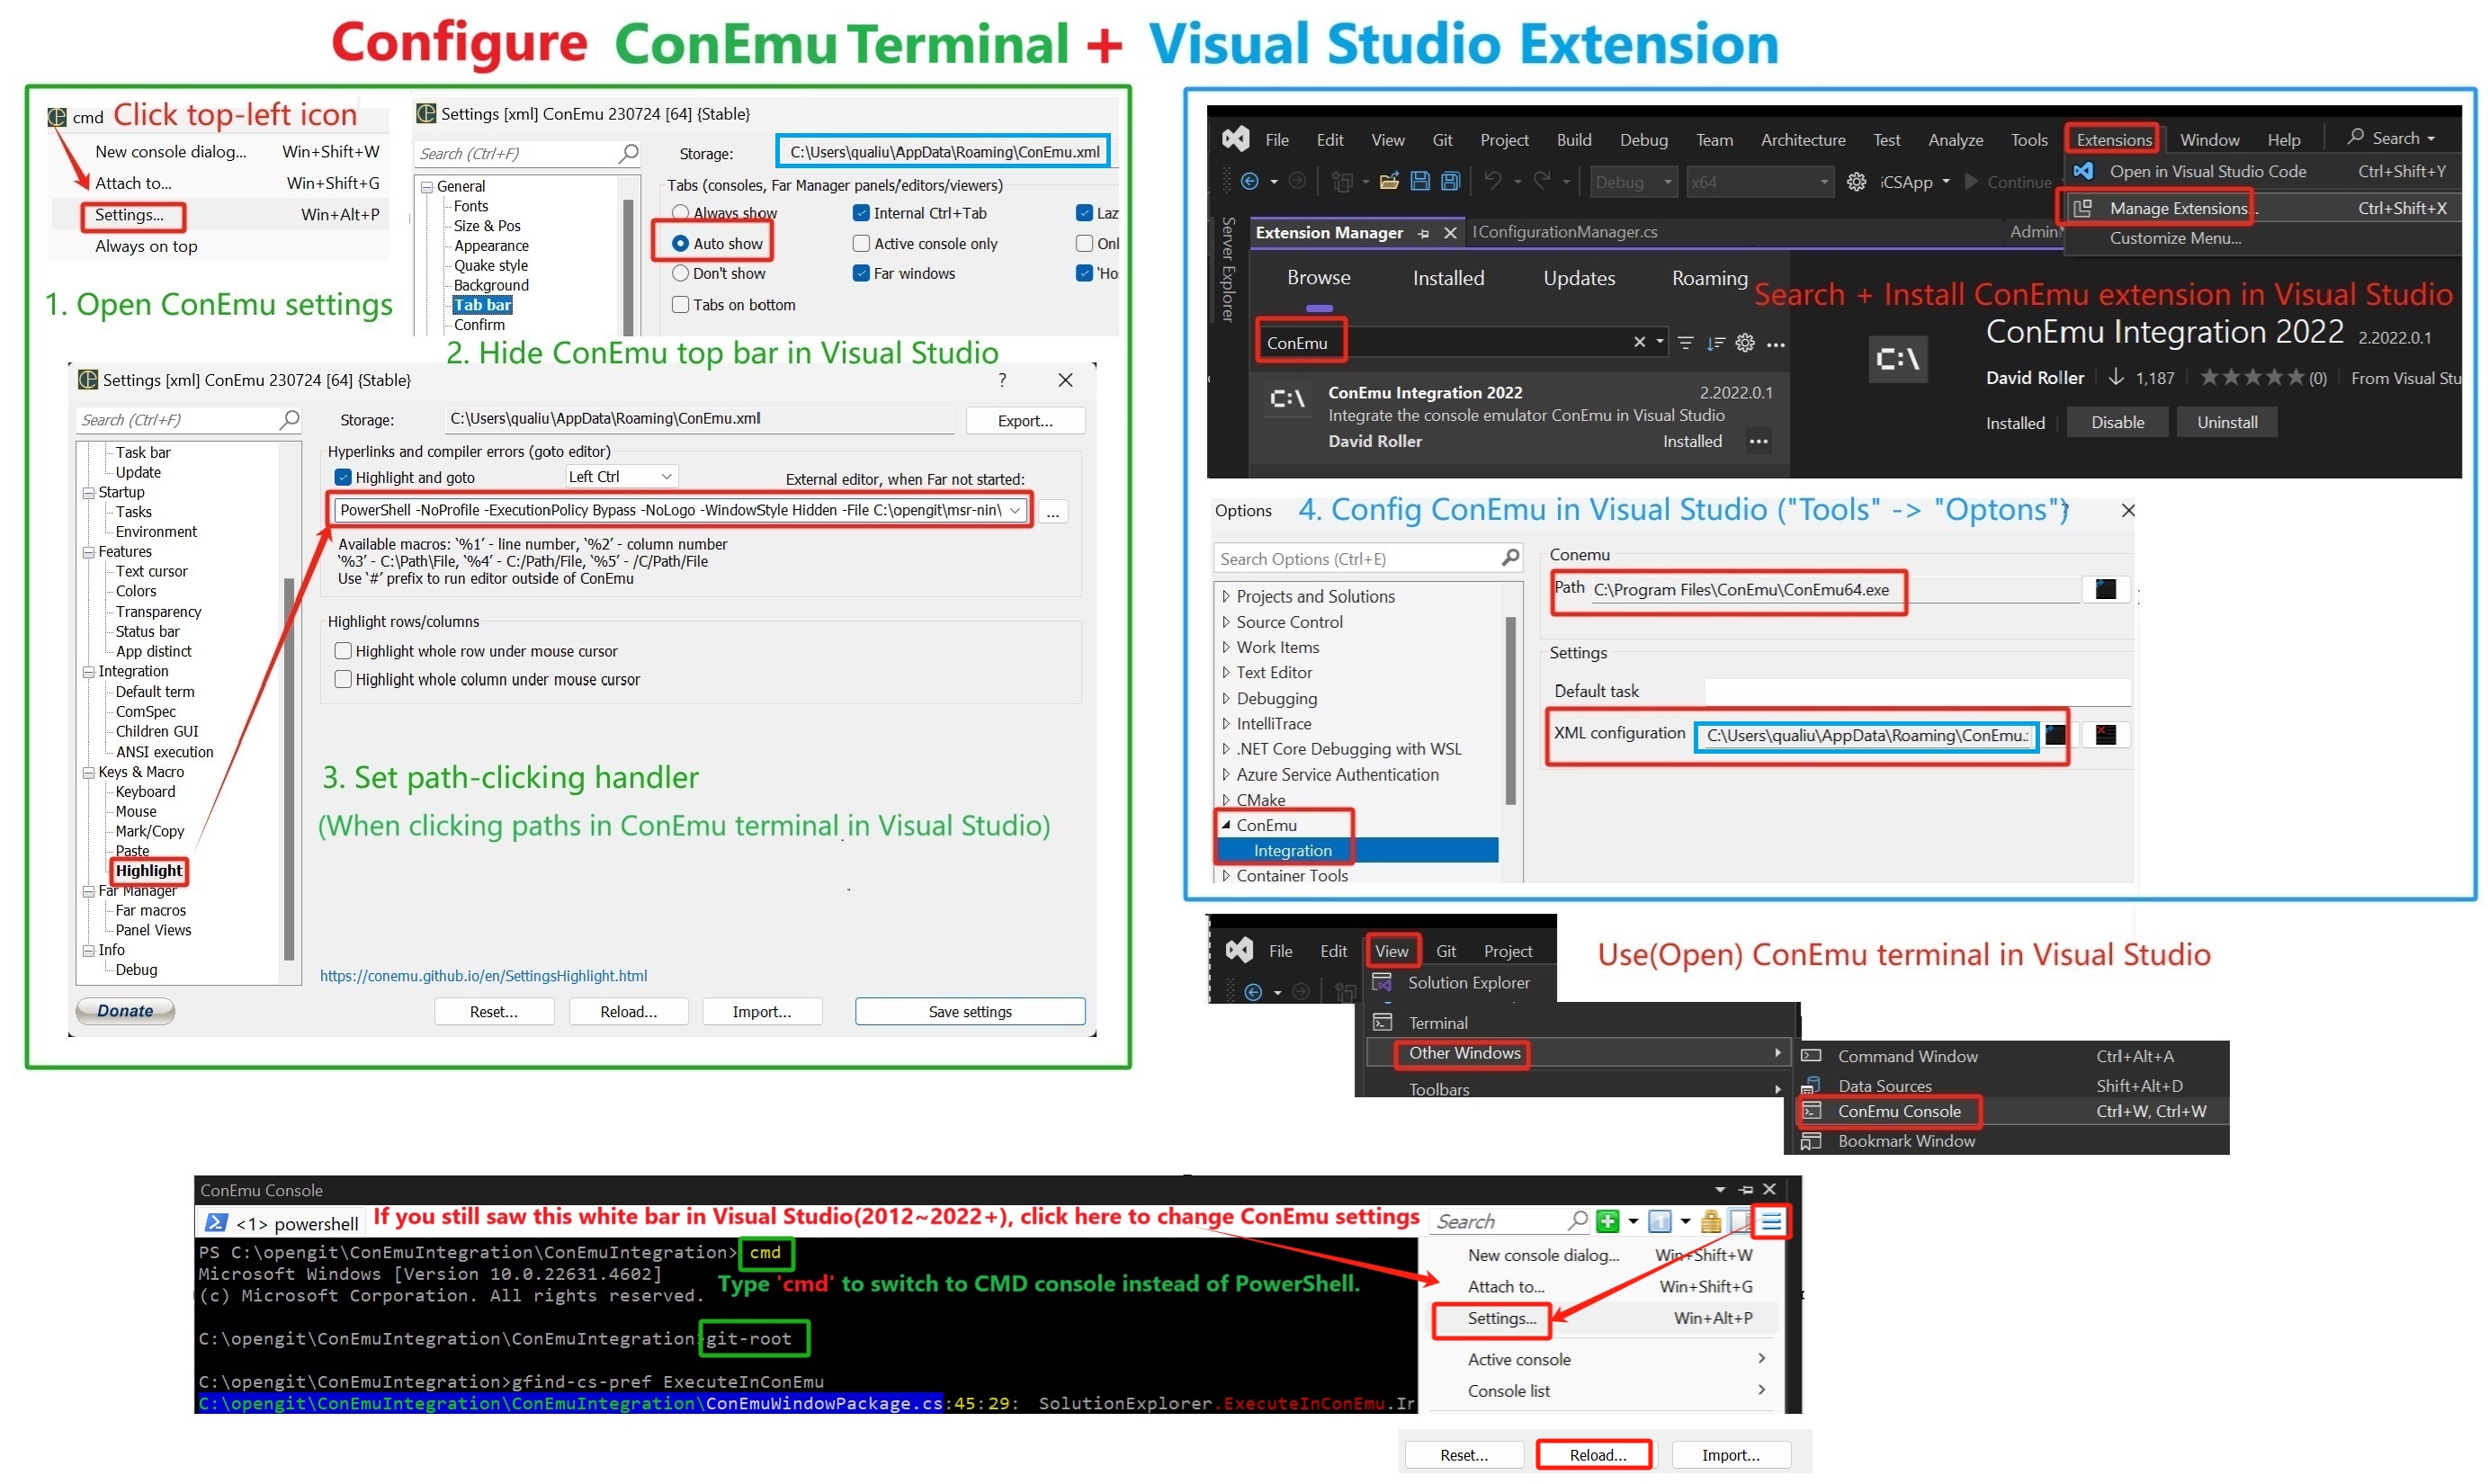 Configure ConEmu Terminal + Visual Studio Extension
cmd Click top-left icon
New console dialog... Win+Shift+W
Attach to... Win+Shift+G
Settings... Win+Alt+P
Always on top
1. Open ConEmu settings
Settings [xml] ConEmu 230724 [64] {Stable}
Search (Ctrl+F)
Storage: C:\Users\qualiu\AppData\Roaming\ConEmu.xml
General
Fonts
Size & Pos
Appearance
Quake style
Background
Tab bar
Confirm
Tabs (consoles, Far Manager panels/editors/viewers)
Always show Internal Ctrl+Tab Laz
Auto show Active console only Onl
Don't show Far windows 'Ho
Tabs on bottom
2. Hide ConEmu top bar in Visual Studio
Settings [xml] ConEmu 230724 [64] {Stable} ?
Search (Ctrl+F)
Storage: C:\Users\qualiu\AppData\Roaming\ConEmu.xml Export...
Task bar
Update
Startup
Tasks
Environment
Features
Text cursor
Colors
Transparency
Status bar
App distinct
Integration
Default term
ComSpec
Children GUI
ANSI execution
Keys & Macro
Keyboard
Mouse
Mark/Copy
Paste
Highlight
Far Manager
Far macros
Panel Views
Info
Debug
Hyperlinks and compiler errors (goto editor)
Highlight and goto Left Ctrl External editor, when Far not started:
PowerShell -NoProfile -ExecutionPolicy Bypass -NoLogo -WindowStyle Hidden -File C:\opengit\msr-nin\ ...
Available macros: '%1' - line number, '%2' - column number
'%3' - C:\Path\File, '%4' - C:/Path/File, '%5' - /C/Path/File
Use '#' prefix to run editor outside of ConEmu
Highlight rows/columns
Highlight whole row under mouse cursor
Highlight whole column under mouse cursor
3. Set path-clicking handler
(When clicking paths in ConEmu terminal in Visual Studio)
https://conemu.github.io/en/SettingsHighlight.html
Donate Reset... Reload... Import... Save settings
File Edit View Git Project Build Debug Team Architecture Test Analyze Tools Extensions Window Help Search
Debug x64 iCSApp Continue
Open in Visual Studio Code Ctrl+Shift+Y
Manage Extensions... Ctrl+Shift+X
Customize Menu...
Server Explorer
Extension Manager IConfigurationManager.cs Admin
Browse Installed Updates Roaming
Search + Install ConEmu extension in Visual Studio
ConEmu
ConEmu Integration 2022 2.2022.0.1
Integrate the console emulator ConEmu in Visual Studio
David Roller Installed
C:\
C:\
ConEmu Integration 2022 2.2022.0.1
David Roller 1,187 (0) From Visual Stu
Installed Disable Uninstall
Options 4. Config ConEmu in Visual Studio ("Tools" -> "Optons")
Search Options (Ctrl+E)
Projects and Solutions
Source Control
Work Items
Text Editor
Debugging
IntelliTrace
.NET Core Debugging with WSL
Azure Service Authentication
CMake
ConEmu
Integration
Container Tools
Conemu
Path C:\Program Files\ConEmu\ConEmu64.exe
Settings
Default task
XML configuration C:\Users\qualiu\AppData\Roaming\ConEmu.:
File Edit View Git Project
Use(Open) ConEmu terminal in Visual Studio
Solution Explorer
Terminal
Other Windows
Toolbars
Command Window Ctrl+Alt+A
Data Sources Shift+Alt+D
ConEmu Console Ctrl+W, Ctrl+W
Bookmark Window
ConEmu Console
<1> powershell If you still saw this white bar in Visual Studio(2012~2022+), click here to change ConEmu settings Search
PS C:\opengit\ConEmuIntegration\ConEmuIntegration> cmd
Microsoft Windows [Version 10.0.22631.4602]
(c) Microsoft Corporation. All rights reserved.
Type 'cmd' to switch to CMD console instead of PowerShell.
C:\opengit\ConEmuIntegration\ConEmuIntegration>git-root
C:\opengit\ConEmuIntegration>gfind-cs-pref ExecuteInConEmu
C:\opengit\ConEmuIntegration\ConEmuIntegration\ConEmuWindowPackage.cs:45:29: SolutionExplorer.ExecuteInConEmu.Ir
New console dialog... Win+Shift+W
Attach to... Win+Shift+G
Settings... Win+Alt+P
Active console
Console list
Reset... Reload... Import...